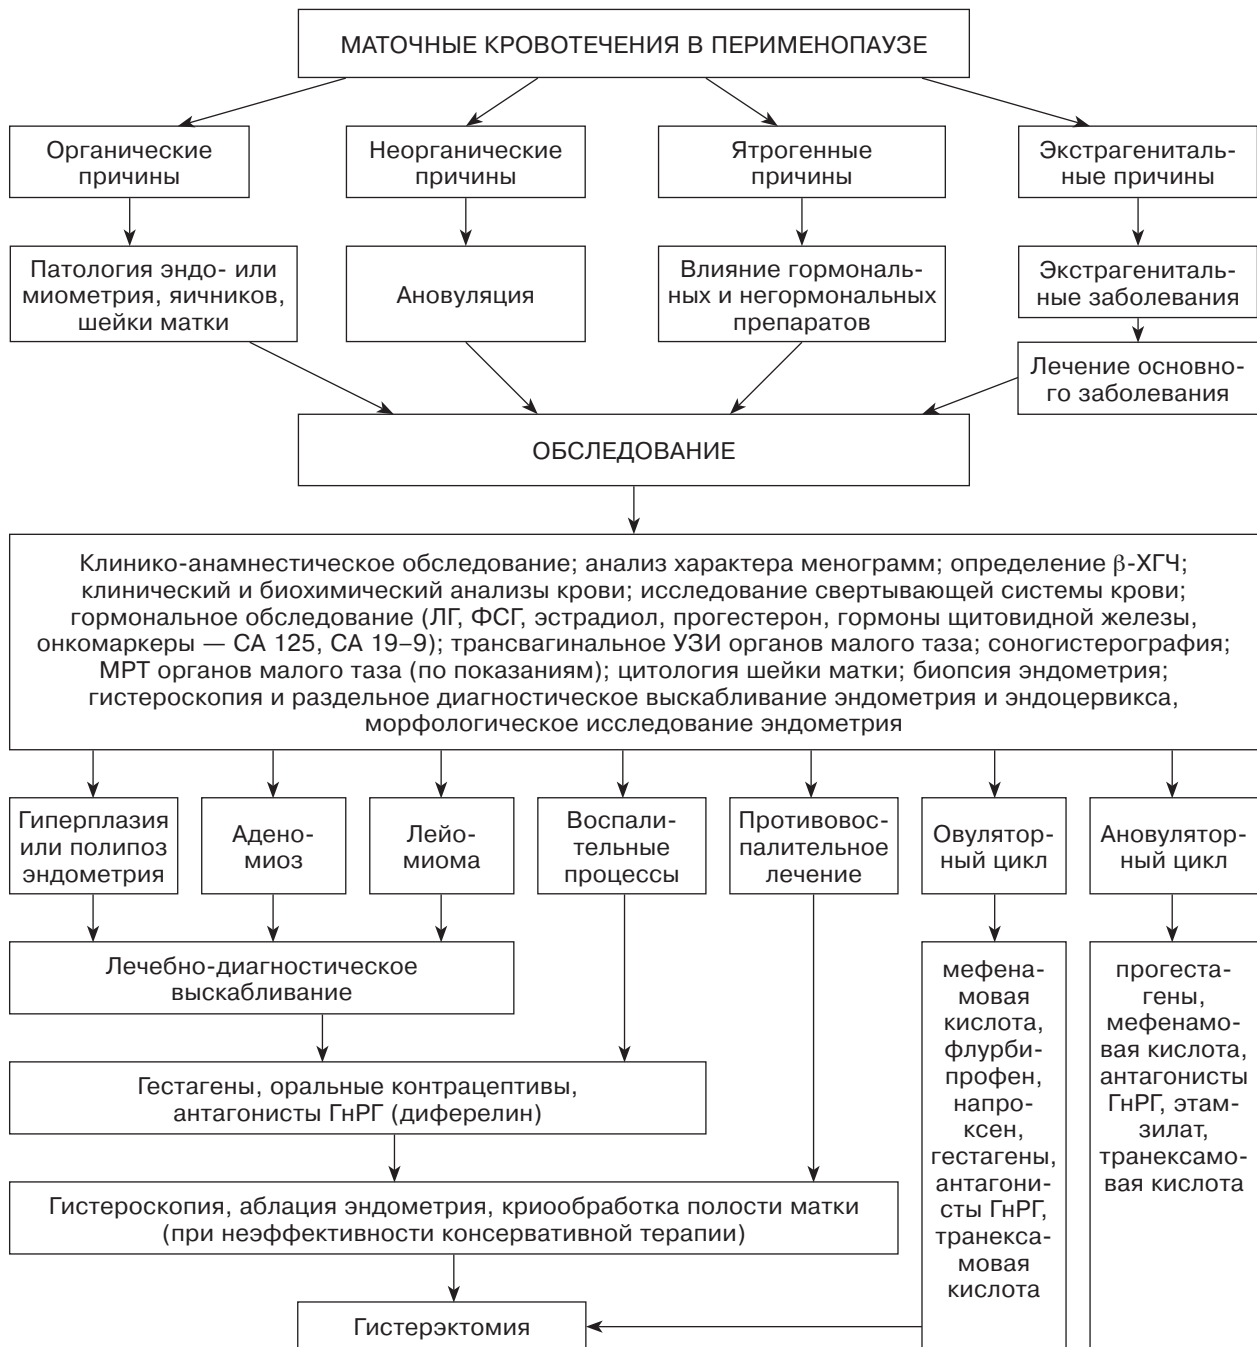 МАТОЧНЫЕ КРОВОТЕЧЕНИЯ В ПЕРИМЕНОПАУЗЕ
Органические
причины
Неорганические
причины
Ятрогенные
причины
Экстрагениталь-
ные причины
Патология эндо- или
миометрия, яичников,
шейки матки
Ановуляция
Влияние гормональ-
ных и негормональных
препаратов
Экстрагениталь-
ные заболевания
Лечение основно-
го заболевания
ОБСЛЕДОВАНИЕ
Клинико-анамнестическое обследование; анализ характера менограмм; определение β-ХГЧ;
клинический и биохимический анализы крови; исследование свертывающей системы крови;
гормональное обследование (ЛГ, ФСГ, эстрадиол, прогестерон, гормоны щитовидной железы,
онкомаркеры — СА 125, СА 19–9); трансвагинальное УЗИ органов малого таза; соногистерография;
МРТ органов малого таза (по показаниям); цитология шейки матки; биопсия эндометрия;
гистероскопия и раздельное диагностическое выскабливание эндометрия и эндоцервикса,
морфологическое исследование эндометрия
Гиперплазия
или полипоз
эндометрия
Адено-
миоз
Лейо-
миома
Воспали-
тельные
процессы
Противовос-
палительное
лечение
Овулятор-
ный цикл
Ановулятор-
ный цикл
Лечебно-диагностическое
выскабливание
Гестагены, оральные контрацептивы,
антагонисты ГнРГ (диферелин)
Гистероскопия, аблация эндометрия, криообработка полости матки
(при неэффективности консервативной терапии)
Гистерэктомия
мефена-
мовая
кислота,
флурби-
профен,
напро-
ксен,
гестагены,
антагони-
сты ГнРГ,
транекса-
мовая
кислота
прогеста-
гены,
мефенамо-
вая кислота,
антагонисты
ГнРГ, этам-
зилат,
транексамо-
вая кислота